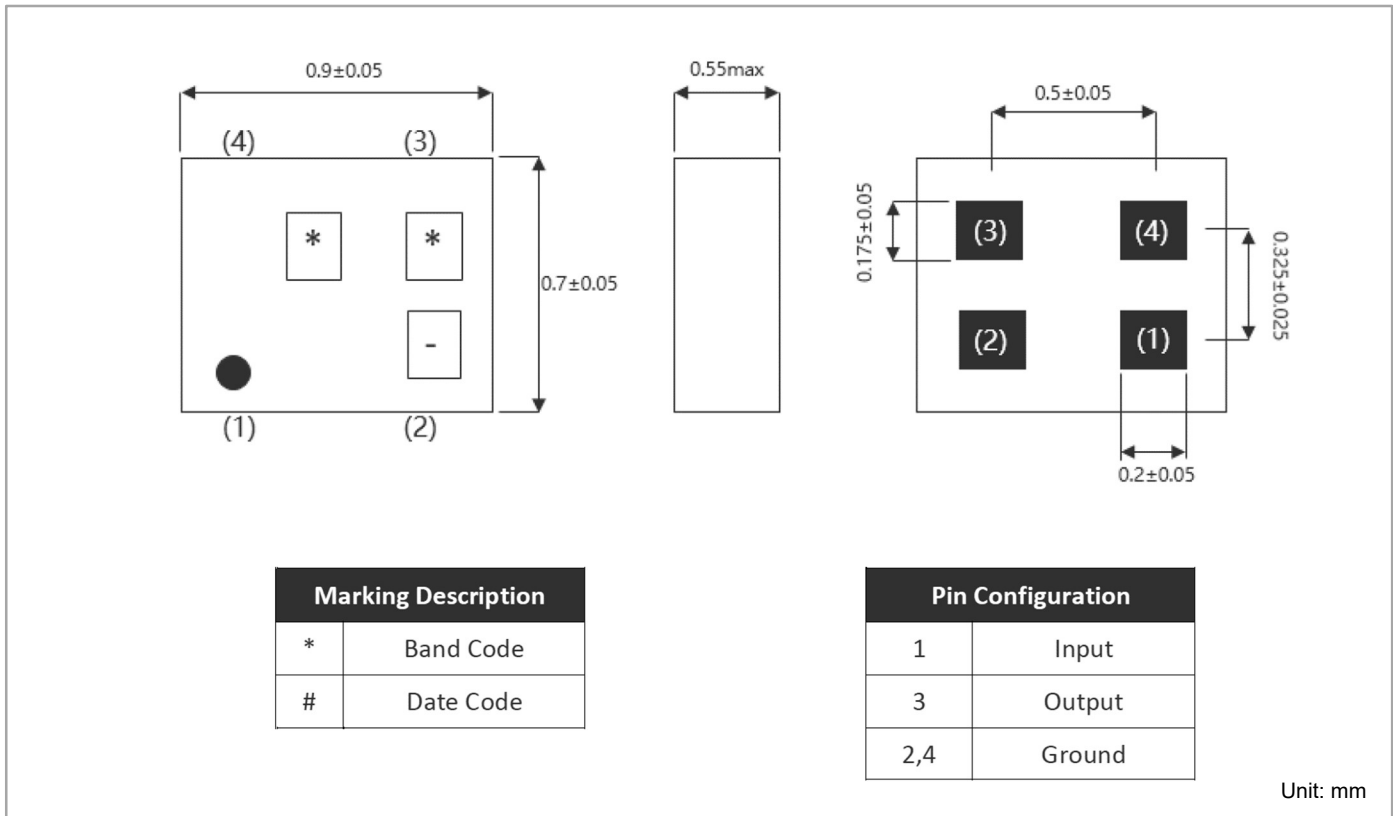 0.9±0.05
0.55max
0.5±0.05
(4) (3)
* *
0.7±0.05
-
(1) (2)
0.175±0.05
(3) (4)
(2) (1)
0.325±0.025
0.2±0.05
Marking Description
* Band Code
# Date Code
Pin Configuration
1 Input
3 Output
2,4 Ground
Unit: mm